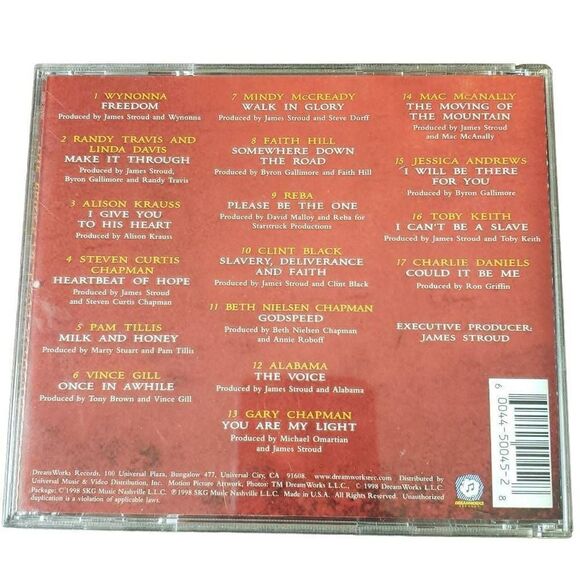 1 WYNONNA
FREEDOM
Produced by James Stroud and Wynonna
2 RANDY TRAVIS AND
LINDA DAVIS
MAKE IT THROUGH
Produced by James Stroud,
Byron Gallimore and Randy Travis
3 ALISON KRAUSS
I GIVE YOU
TO HIS HEART
Produced by Alison Krauss
4 STEVEN CURTIS
CHAPMAN
HEARTBEAT OF HOPE
Produced by James Stroud and
Steven Curtis Chapman
5 PAM TILLIS
MILK AND HONEY
Produced by Marty Stuart and Pam Tillis
6 VINCE GILL
ONCE IN AWHILE
Produced by Tony Brown and Vince Gill
7 MINDY McCREADY
WALK IN GLORY
Produced by James Stroud and Steve Dorff
8 FAITH HILL
SOMEWHERE DOWN
THE ROAD
Produced by Byron Gallimore and Faith Hill
9 REBA
PLEASE BE THE ONE
Produced by David Malloy and Reba for
Starstruck Productions
10 CLINT BLACK
SLAVERY, DELIVERANCE
AND FAITH
Produced by James Stroud and Clint Black
11 BETH NIELSEN CHAPMAN
GODSPEED
Produced by Beth Nielsen Chapman and
Annie Roboff
12 ALABAMA
THE VOICE
Produced by James Stroud and Alabama
13 GARY CHAPMAN
YOU ARE MY LIGHT
Produced by Michael Omartian
and James Stroud
14 MAC McANALLY
THE MOVING OF
THE MOUNTAIN
Produced by James Stroud
and Mac McAnally
15 JESSICA ANDREWS
I WILL BE THERE
FOR YOU
Produced by Byron Gallimore
16 TOBY KEITH
I CAN'T BE A SLAVE
Produced by James Stroud and Toby Keith
17 CHARLIE DANIELS
COULD IT BE ME
Produced by Ron Griffin
EXECUTIVE PRODUCER:
JAMES STROUD
6 0044-50045-2 8
DreamWorks Records, 100 Universal Plaza, Bungalow 477, Universal City, CA 91608. www.dreamworksrec.com. Distributed by
Universal Music & Video Distribution, Inc. Motion Picture Artwork, Photos: TM DreamWorks L.L.C., © 1998 DreamWorks L.L.C.
Package: ©1998 SKG Music Nashville L.L.C. ℗1998 SKG Music Nashville L.L.C. Made in U.S.A. All Rights Reserved. Unauthorized
duplication is a violation of applicable laws.
DREAMWORKS